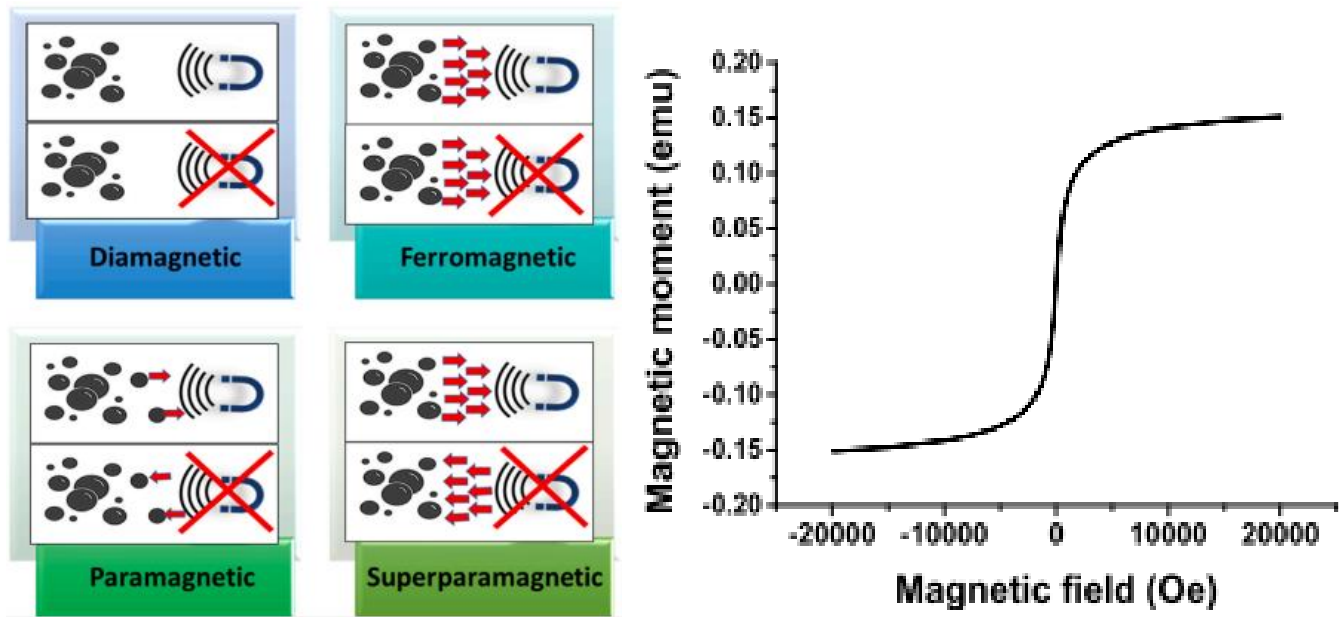 Diamagnetic
Ferromagnetic
Paramagnetic
Superparamagnetic
Magnetic moment (emu)
0.20
0.15
0.10
0.05
0.00
-0.05
-0.10
-0.15
-0.20
-20000 -10000 0 10000 20000
Magnetic field (Oe)